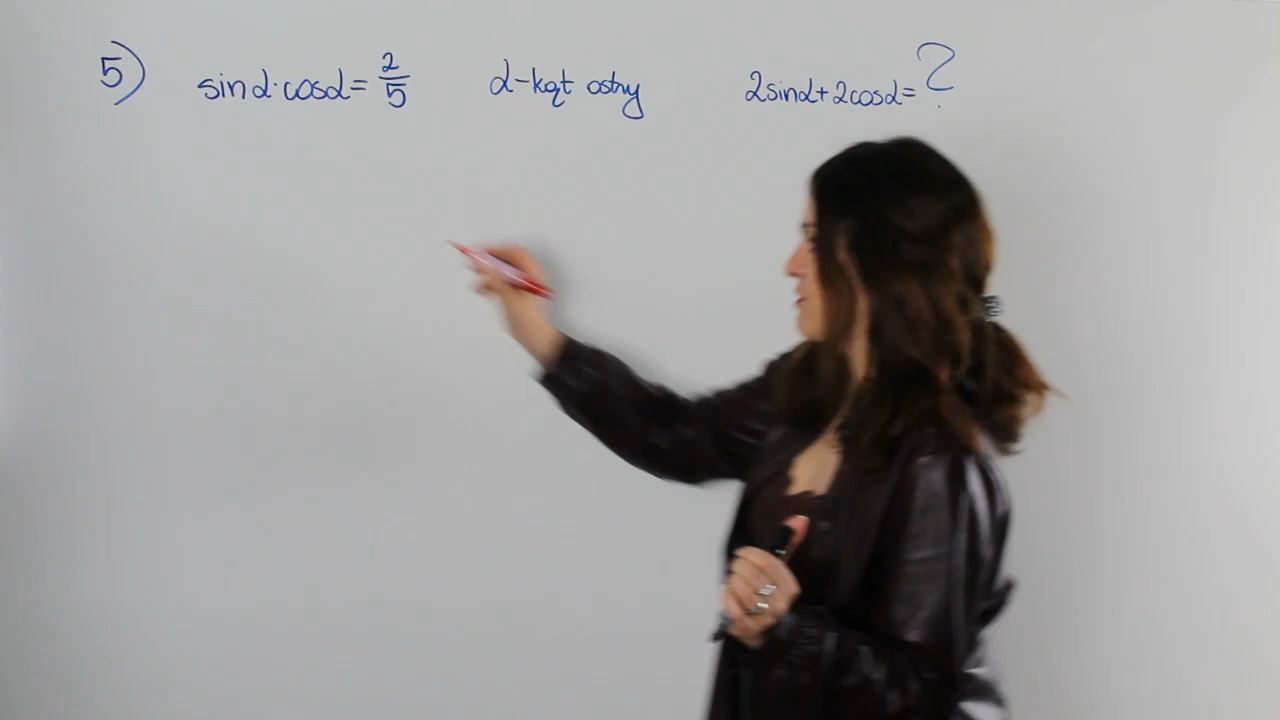 5) sinα·cosα = 2/5 α-kąt ostry 2sinα+2cosα=?